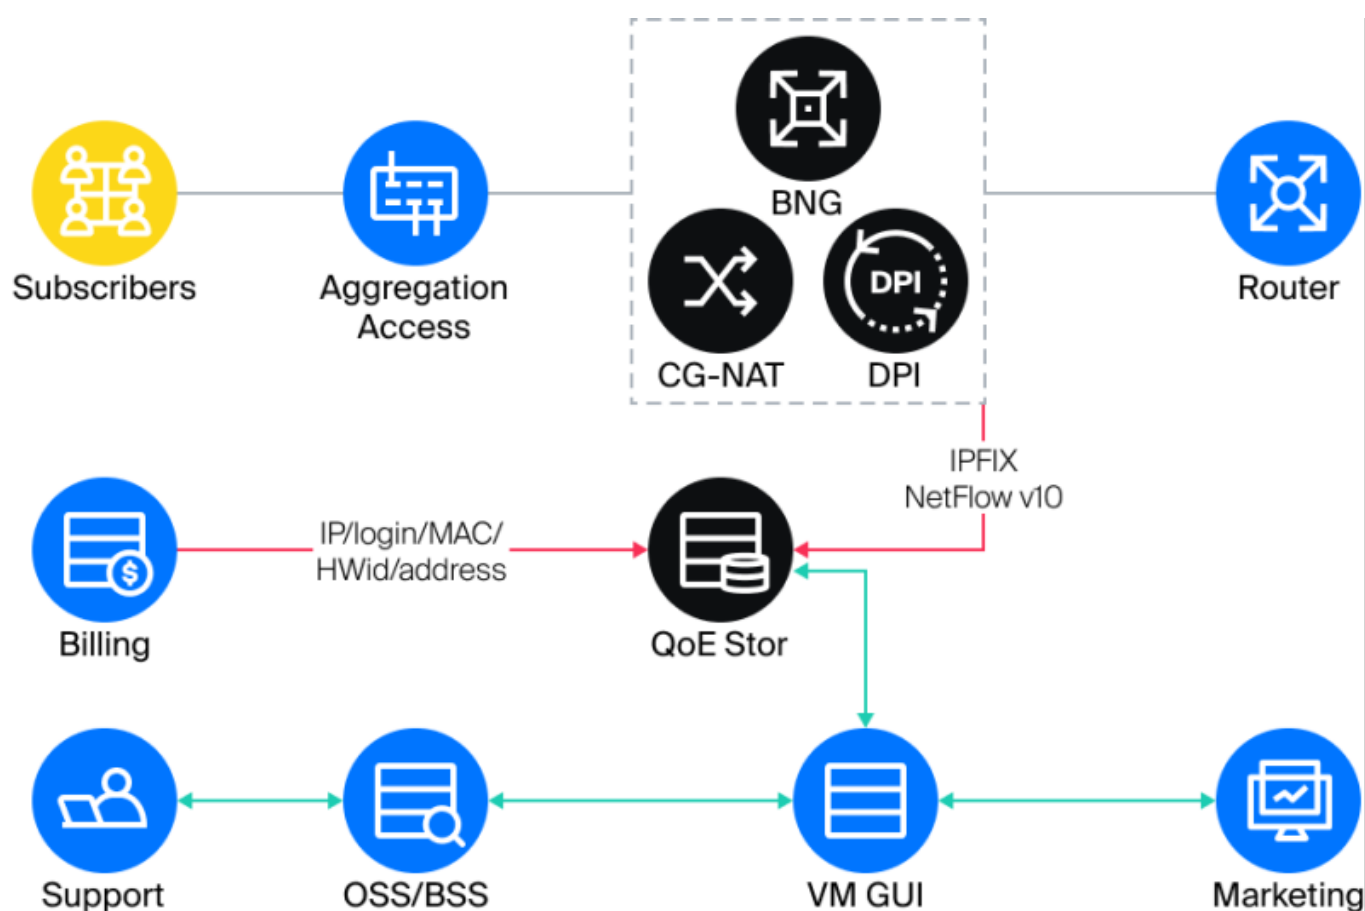 BNG
Subscribers
Aggregation
Access
CG-NAT
DPI
DPI
Router
IPFIX
NetFlow v10
IP/login/MAC/
HWid/address
$
Billing
QoE Stor
Support
OSS/BSS
VM GUI
Marketing